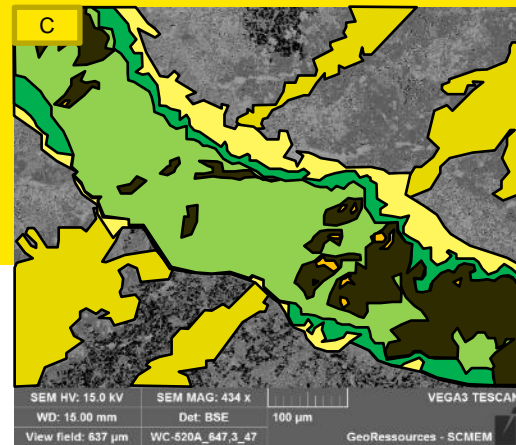 C
SEM HV: 15.0 kV SEM MAG: 434 x VEGA3 TESCAN
WD: 15.00 mm Det: BSE 100 µm
View field: 637 µm WC-520A_647,3_47 GeoRessources - SCMEM